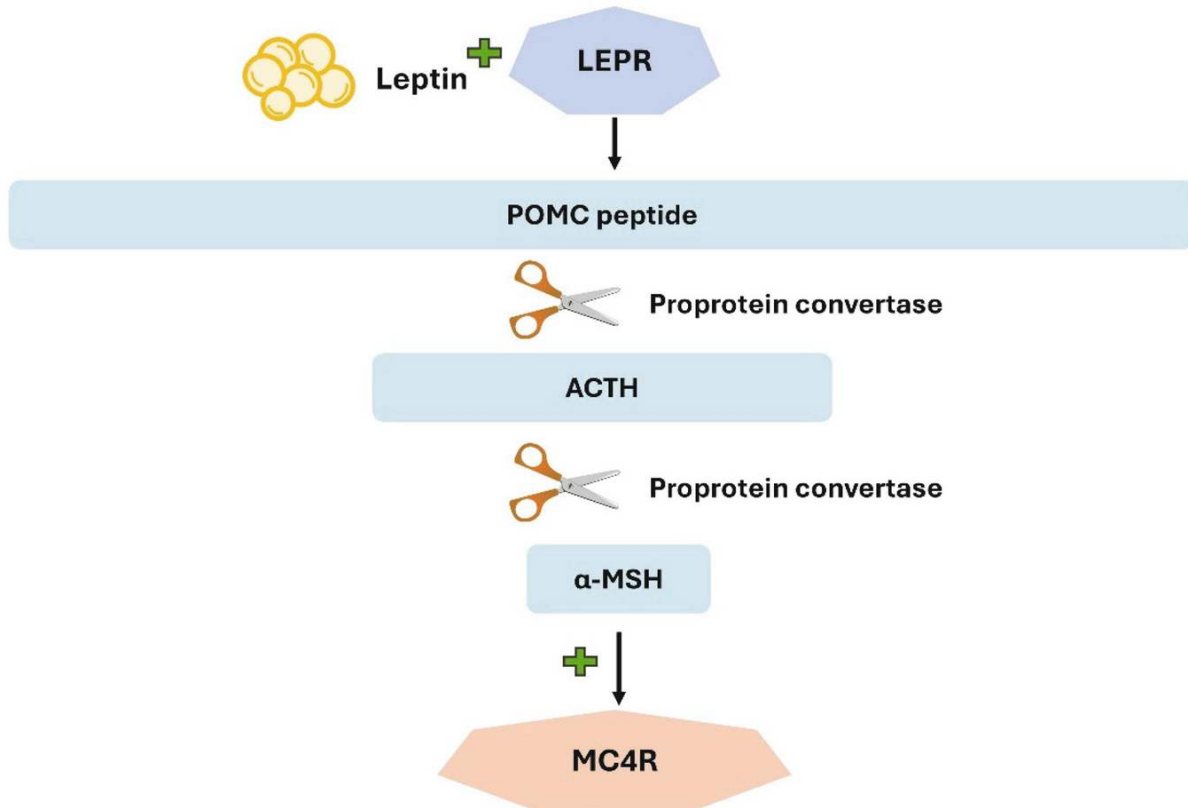 Leptin
LEPR
POMC peptide
Proprotein convertase
ACTH
Proprotein convertase
α-MSH
MC4R